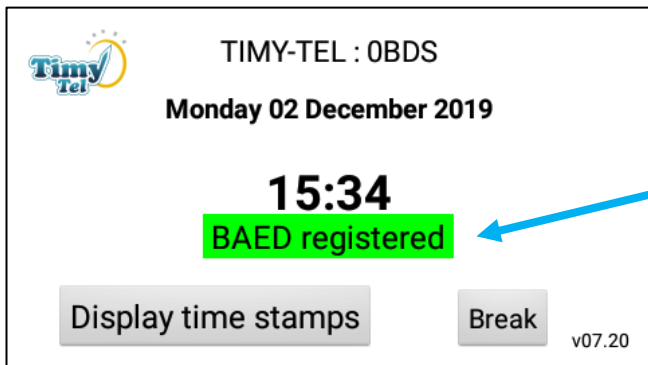 Timy
Tel
TIMY-TEL : 0BDS
Monday 02 December 2019
15:34
BAED registered
Display time stamps
Break
v07.20